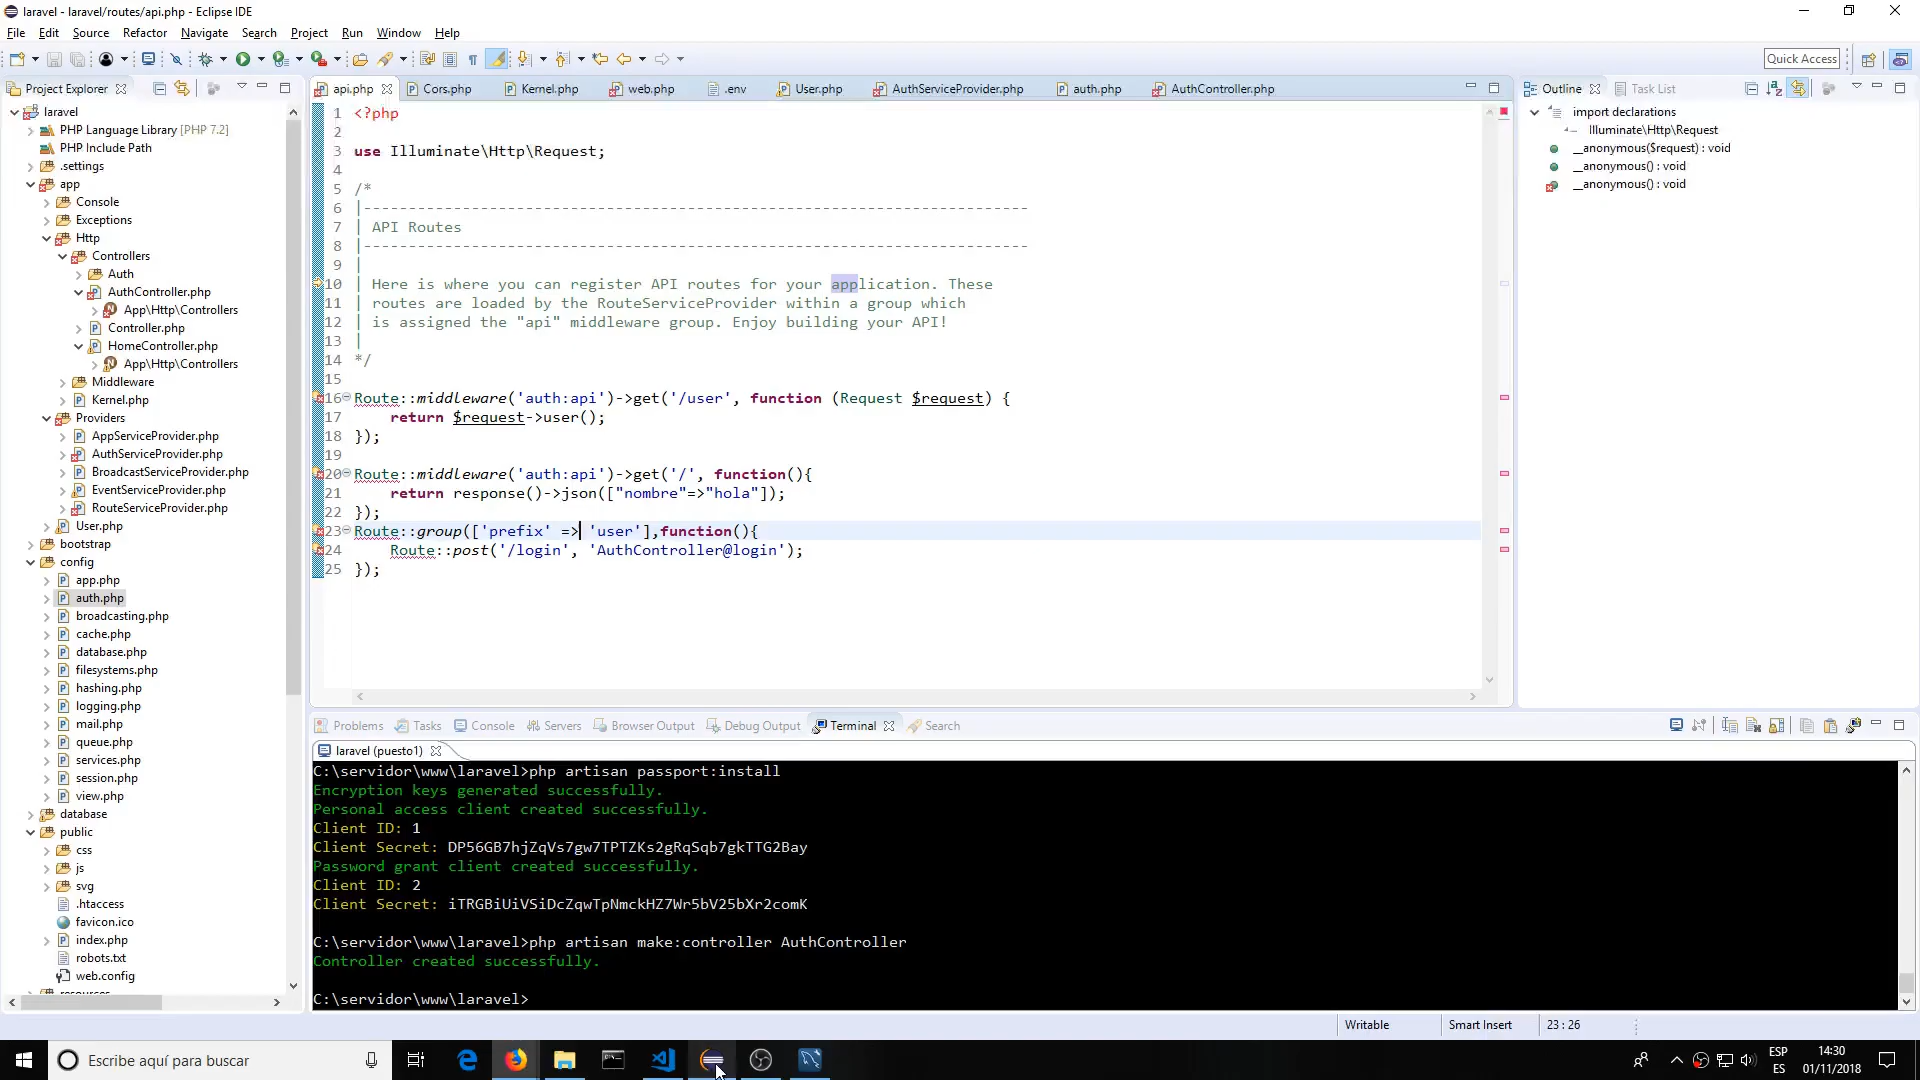 laravel - laravel/routes/api.php - Eclipse IDE
File Edit Source Refactor Navigate Search Project Run Window Help
Quick Access
Project Explorer
laravel
PHP Language Library [PHP 7.2]
PHP Include Path
.settings
app
Console
Exceptions
Http
Controllers
Auth
AuthController.php
App\Http\Controllers
Controller.php
HomeController.php
App\Http\Controllers
Middleware
Kernel.php
Providers
AppServiceProvider.php
AuthServiceProvider.php
BroadcastServiceProvider.php
EventServiceProvider.php
RouteServiceProvider.php
User.php
bootstrap
config
app.php
auth.php
broadcasting.php
cache.php
database.php
filesystems.php
hashing.php
logging.php
mail.php
queue.php
services.php
session.php
view.php
database
public
css
js
svg
.htaccess
favicon.ico
index.php
robots.txt
web.config
resources
api.php Cors.php Kernel.php web.php .env User.php AuthServiceProvider.php auth.php AuthController.php
1 <?php
2
3 use Illuminate\Http\Request;
4
5 /*
6 |--------------------------------------------------------------------------
7 | API Routes
8 |--------------------------------------------------------------------------
9 |
10 | Here is where you can register API routes for your application. These
11 | routes are loaded by the RouteServiceProvider within a group which
12 | is assigned the "api" middleware group. Enjoy building your API!
13 |
14 */
15
16 Route::middleware('auth:api')->get('/user', function (Request $request) {
17     return $request->user();
18 });
19
20 Route::middleware('auth:api')->get('/', function(){
21     return response()->json(["nombre"=>"hola"]);
22 });
23 Route::group(['prefix' => 'user'],function(){
24     Route::post('/login', 'AuthController@login');
25 });
Outline Task List
import declarations
Illuminate\Http\Request
__anonymous($request) : void
__anonymous() : void
__anonymous() : void
Problems Tasks Console Servers Browser Output Debug Output Terminal Search
laravel (puesto1)
C:\servidor\www\laravel>php artisan passport:install
Encryption keys generated successfully.
Personal access client created successfully.
Client ID: 1
Client Secret: DP56GB7hjZqVs7gw7TPTZKs2gRqSqb7gkTTG2Bay
Password grant client created successfully.
Client ID: 2
Client Secret: iTRGBiUiVSiDcZqwTpNmckHZ7Wr5bV25bXr2comK
C:\servidor\www\laravel>php artisan make:controller AuthController
Controller created successfully.
C:\servidor\www\laravel>
Writable Smart Insert 23 : 26
Escribe aquí para buscar
ESP
ES
14:30
01/11/2018